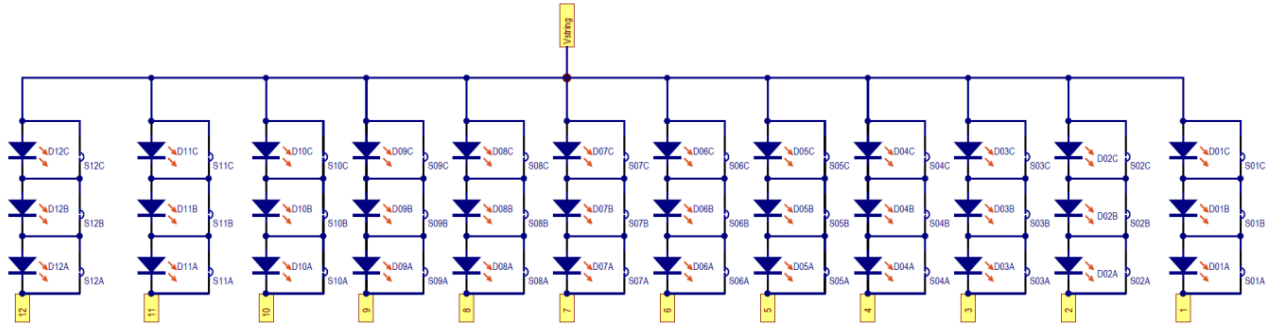 Vstring
D12C D11C D10C D09C D08C D07C D06C D05C D04C D03C D02C D01C
S12C S11C S10C S09C S08C S07C S06C S05C S04C S03C S02C S01C
D12B D11B D10B D09B D08B D07B D06B D05B D04B D03B D02B D01B
S12B S11B S10B S09B S08B S07B S06B S05B S04B S03B S02B S01B
D12A D11A D10A D09A D08A D07A D06A D05A D04A D03A D02A D01A
S12A S11A S10A S09A S08A S07A S06A S05A S04A S03A S02A S01A
12 11 10 9 8 7 6 5 4 3 2 1